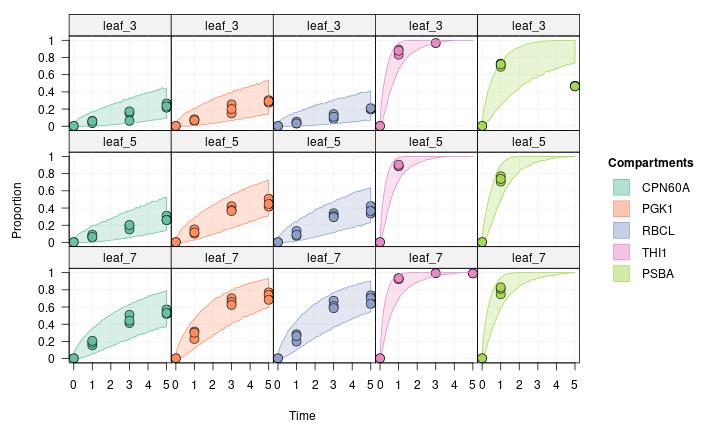 leaf_3 leaf_3 leaf_3 leaf_3 leaf_3
1
0.8
0.6
0.4
0.2
0
leaf_5 leaf_5 leaf_5 leaf_5 leaf_5
1
0.8
0.6
0.4
0.2
0
leaf_7 leaf_7 leaf_7 leaf_7 leaf_7
1
0.8
0.6
0.4
0.2
0
0 1 2 3 4 5 0 1 2 3 4 5 0 1 2 3 4 5 0 1 2 3 4 5 0 1 2 3 4 5
Proportion
Time
Compartments
CPN60A
PGK1
RBCL
THI1
PSBA